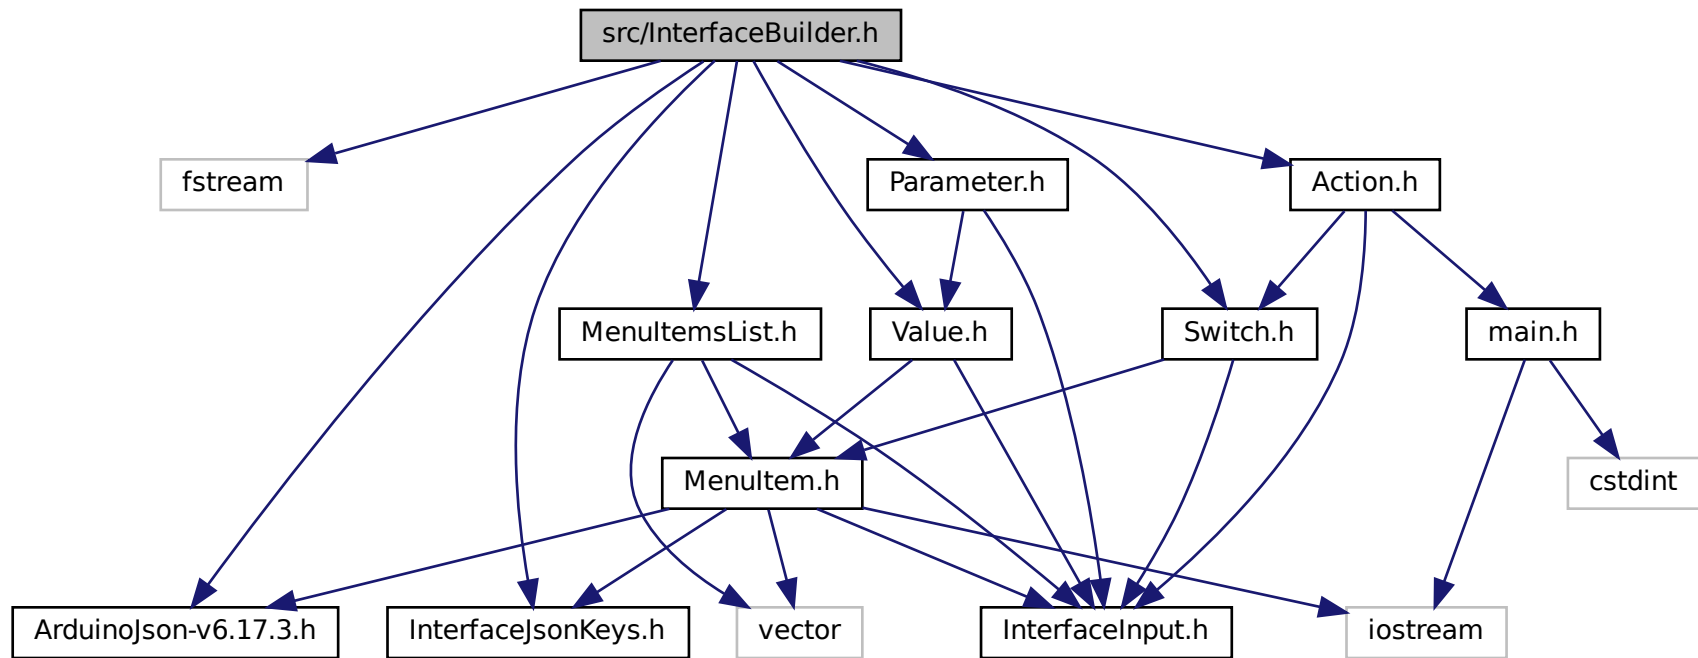 src/InterfaceBuilder.h
fstream
Parameter.h
Action.h
MenuItemsList.h
Value.h
Switch.h
main.h
MenuItem.h
cstdint
ArduinoJson-v6.17.3.h
InterfaceJsonKeys.h
vector
InterfaceInput.h
iostream